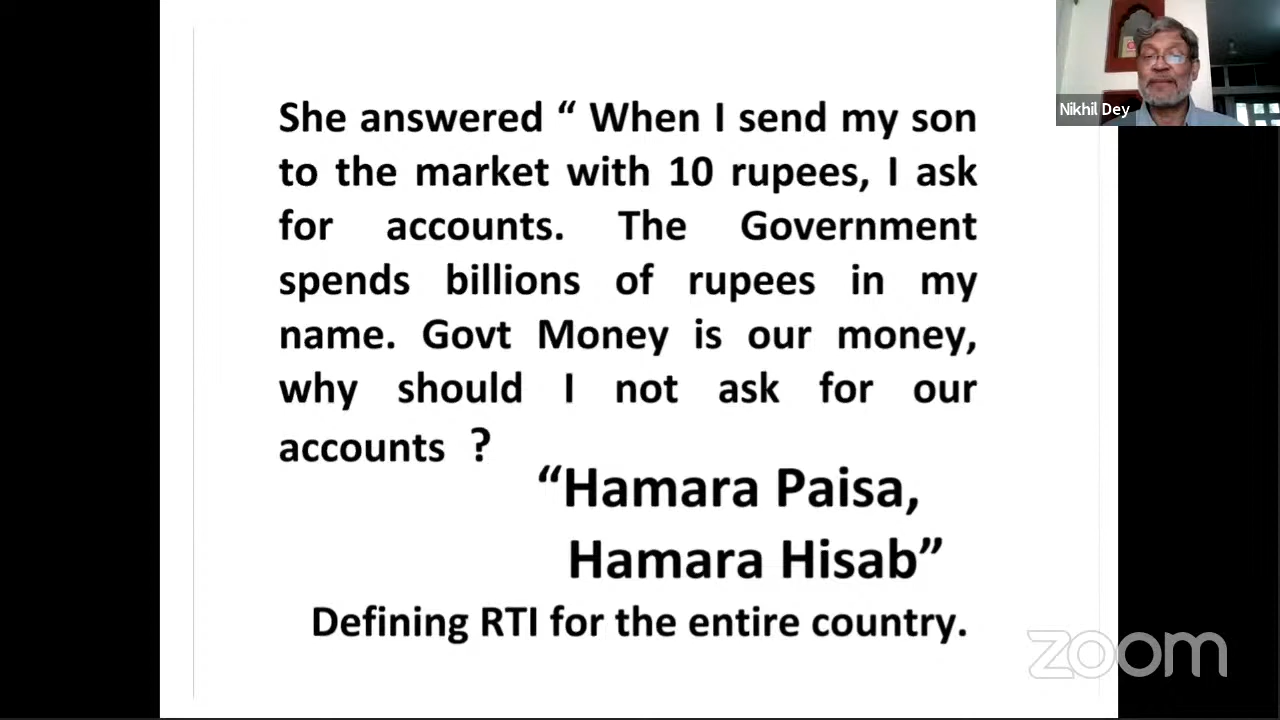 She answered “ When I send my son
to the market with 10 rupees, I ask
for accounts. The Government
spends billions of rupees in my
name. Govt Money is our money,
why should I not ask for our
accounts ?
“Hamara Paisa,
Hamara Hisab”
Defining RTI for the entire country.
Nikhil Dey
zoom